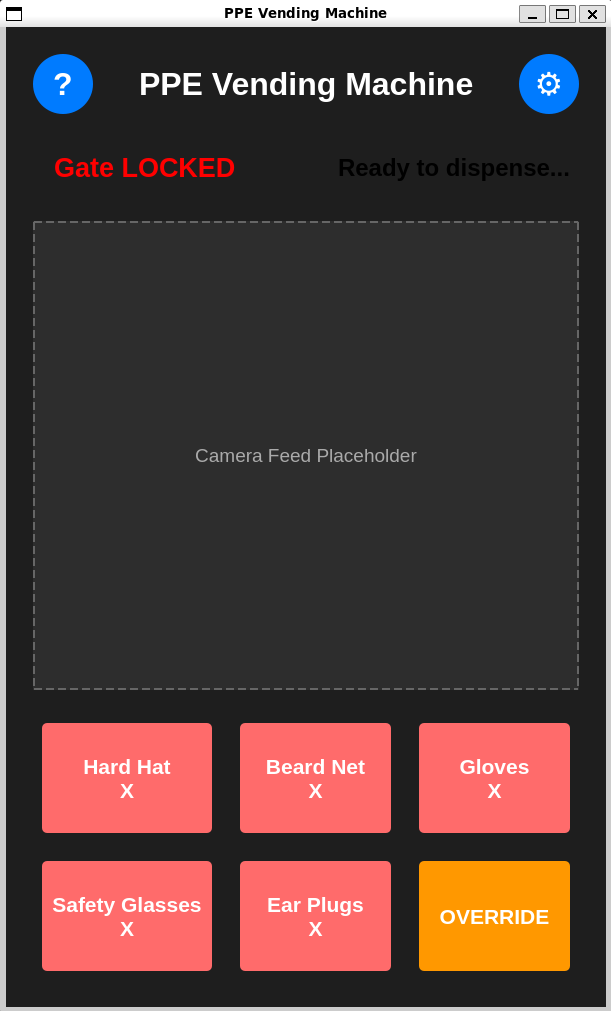 PPE Vending Machine
?
PPE Vending Machine
⚙
Gate LOCKED
Ready to dispense...
Camera Feed Placeholder
Hard Hat
X
Beard Net
X
Gloves
X
Safety Glasses
X
Ear Plugs
X
OVERRIDE